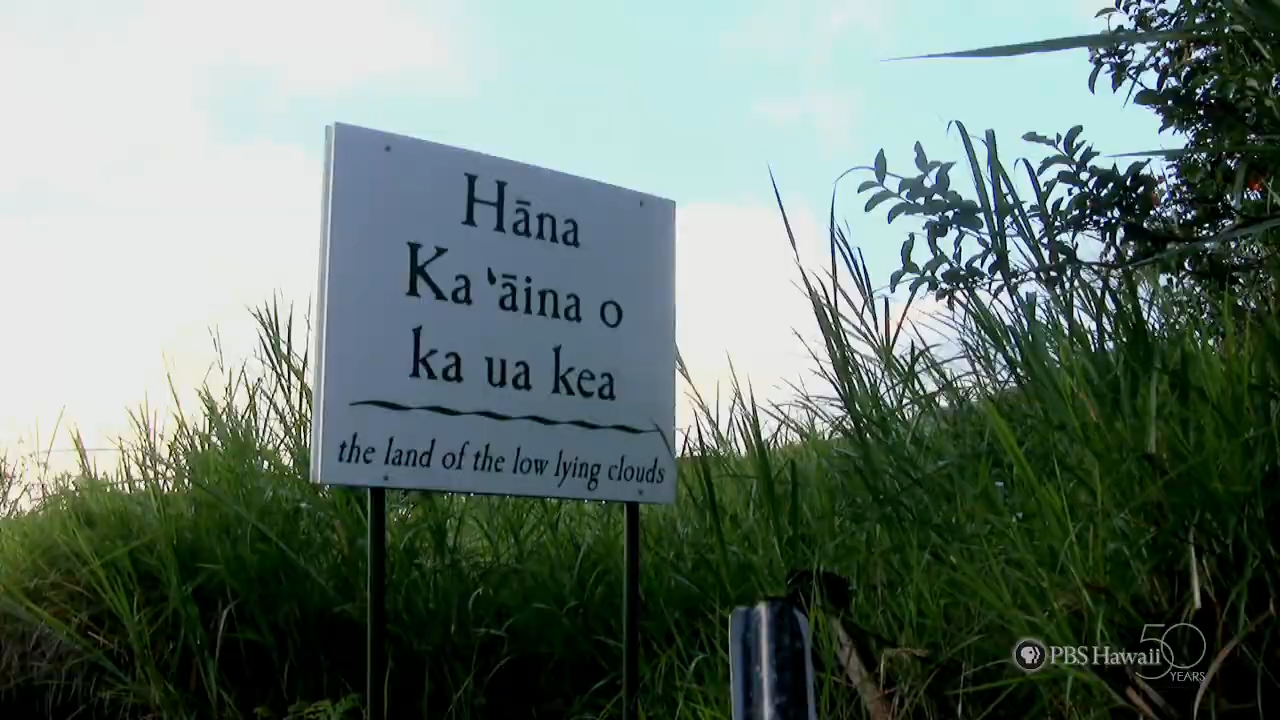 Hāna
Ka ʻāina o
ka ua kea
the land of the low lying clouds
PBS Hawaii 50
YEARS